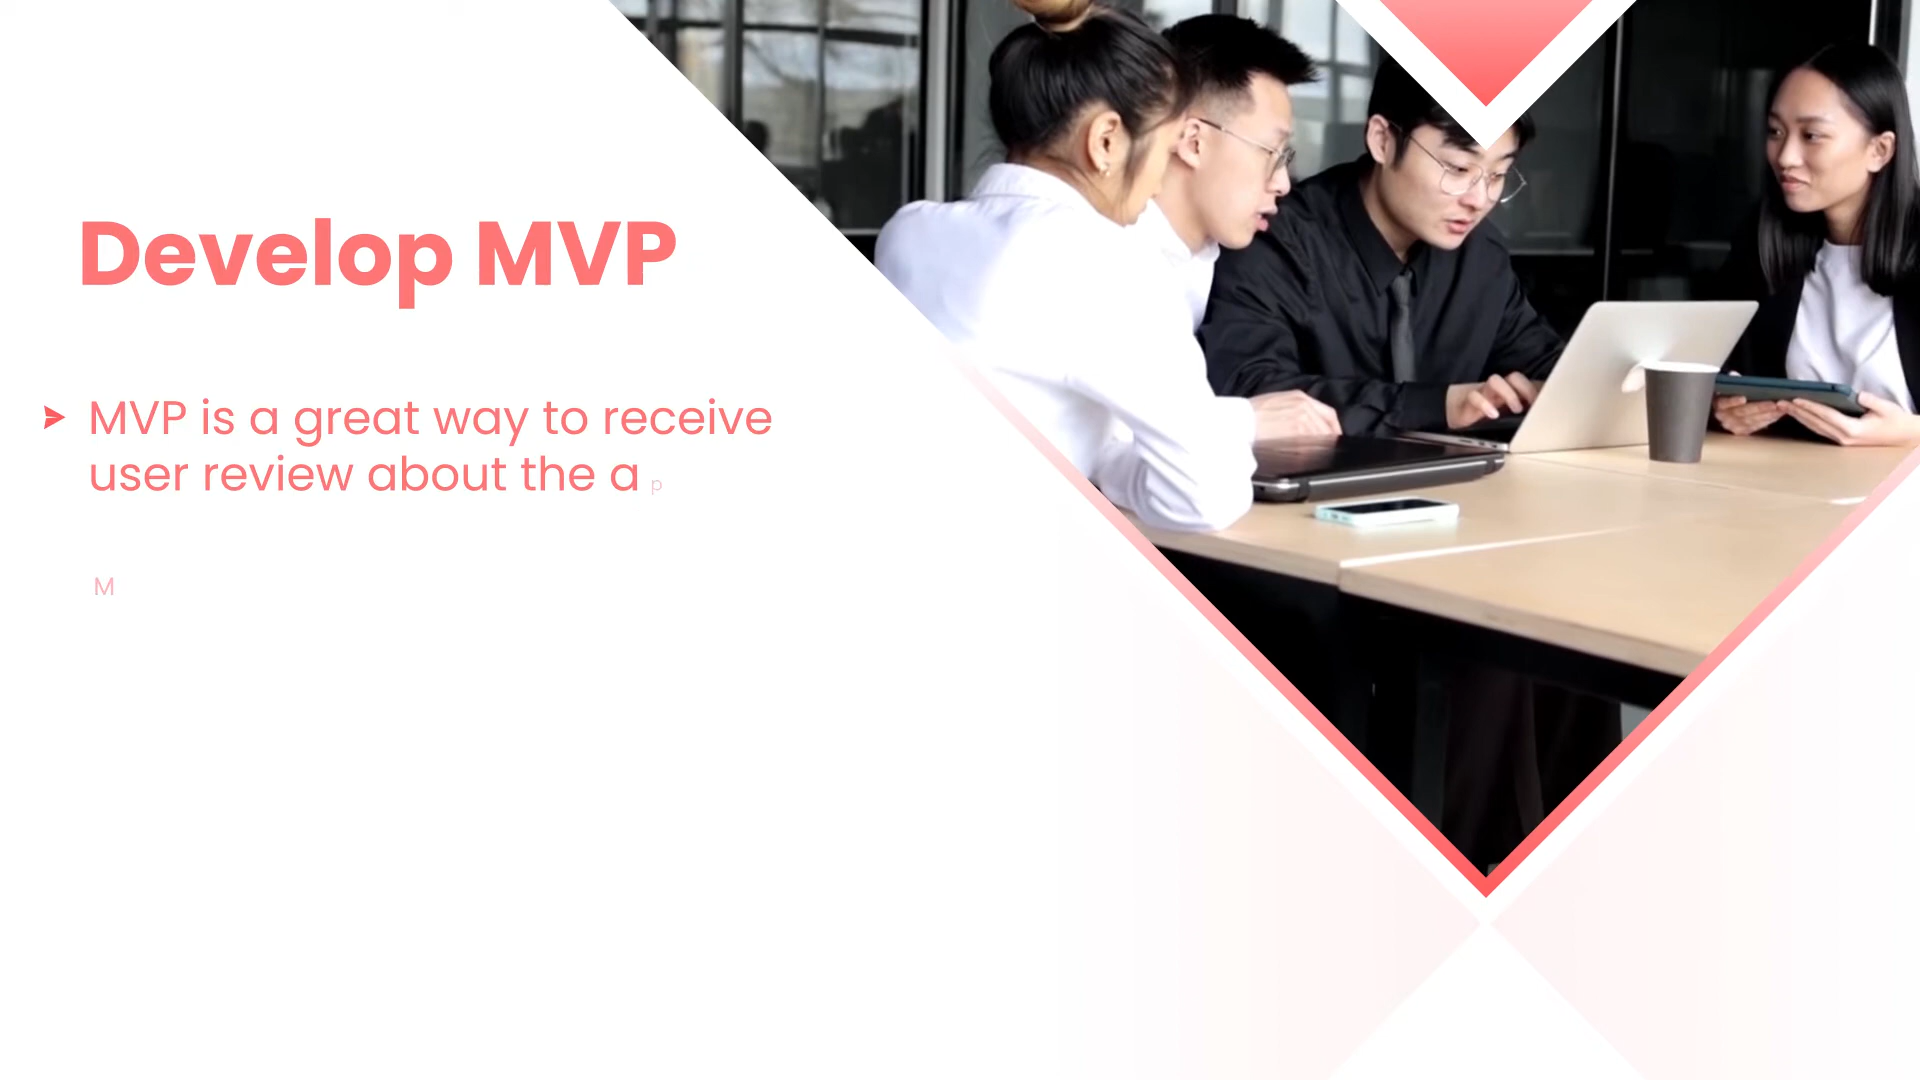 Develop MVP
MVP is a great way to receive
user review about the a p
M